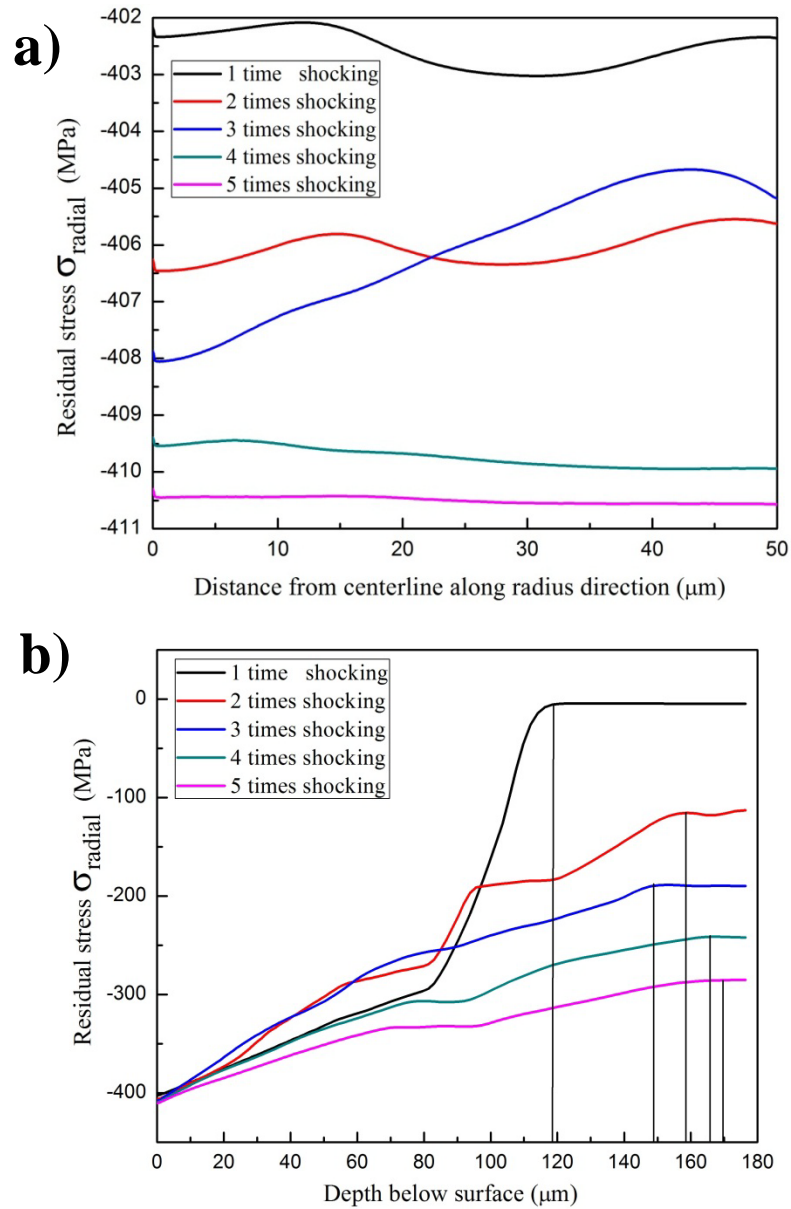 a)
-402
-403
-404
-405
-406
-407
-408
-409
-410
-411
Residual stress σradial (MPa)
1 time shocking
2 times shocking
3 times shocking
4 times shocking
5 times shocking
0 10 20 30 40 50
Distance from centerline along radius direction (μm)
b)
0
-100
-200
-300
-400
Residual stress σradial (MPa)
1 time shocking
2 times shocking
3 times shocking
4 times shocking
5 times shocking
0 20 40 60 80 100 120 140 160 180
Depth below surface (μm)